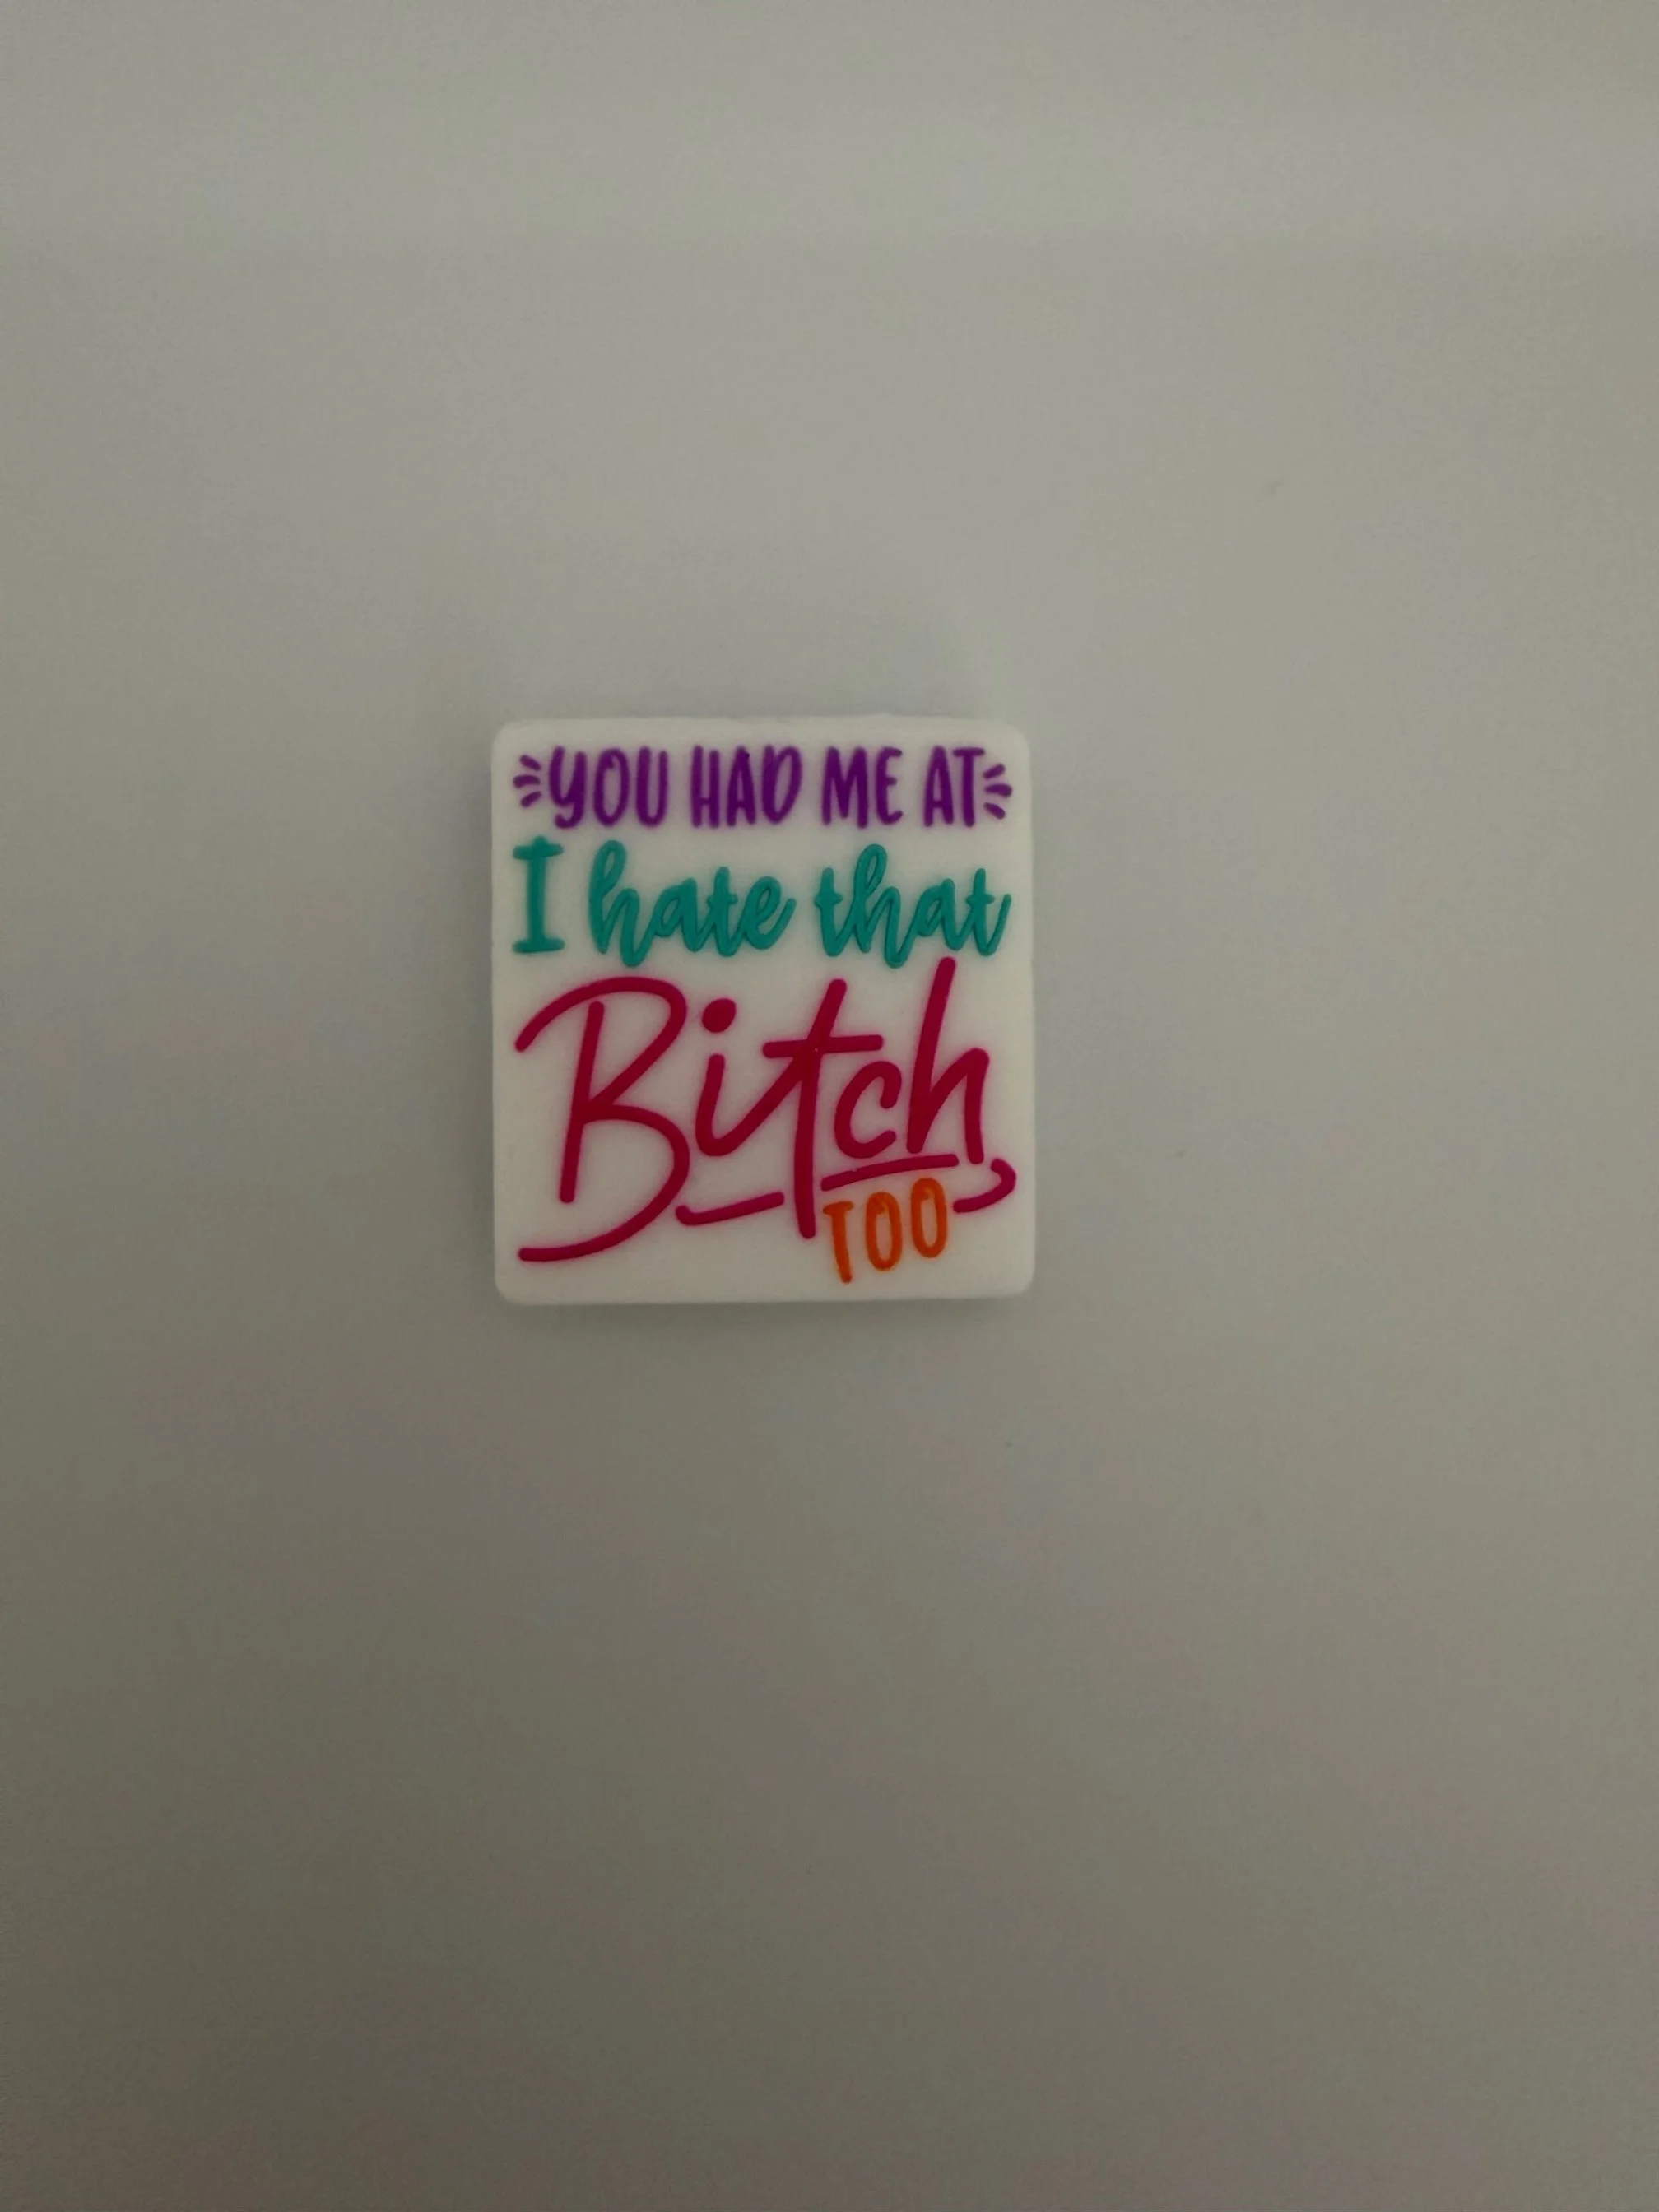 YOU HAD ME AT
I hate that
Bitch
TOO